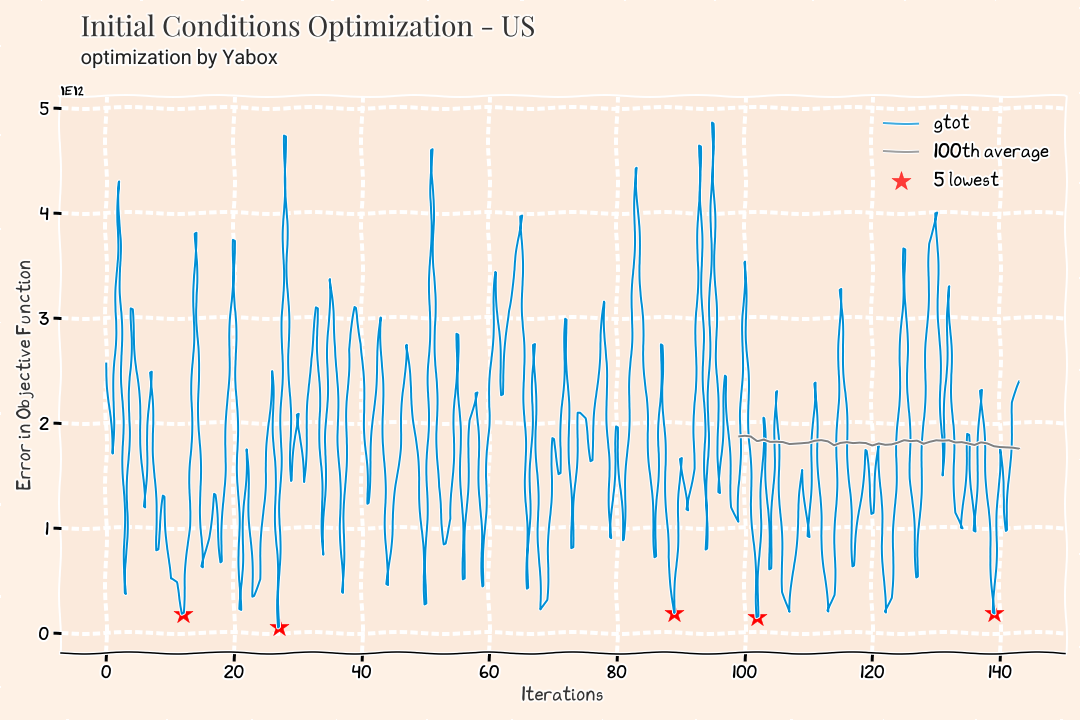 Initial Conditions Optimization - US
optimization by Yabox
1E12
5
4
3
2
1
0
Error in Objective Function
gtot
100th average
5 lowest
0 20 40 60 80 100 120 140
Iterations